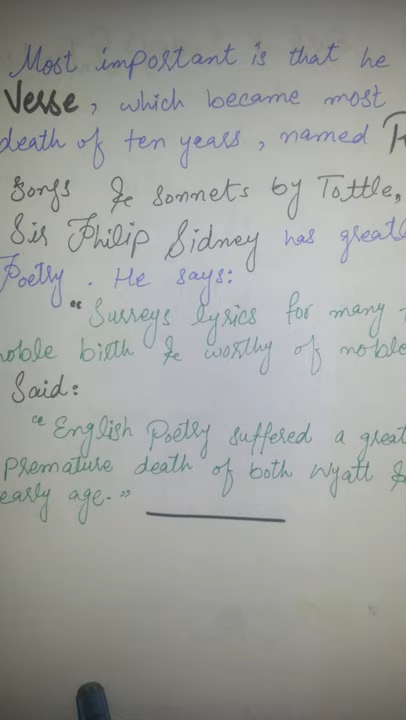 Most important is that he
Verse, which became most
death of ten years, named
Songs & Sonnets by Tottle,
Sir Philip Sidney has
Poetry. He says:
"Surreys lyrics for many
noble birth & worthy of noble
Said:
"English Poetry suffered a great
Premature death of both Wyatt &
early age."